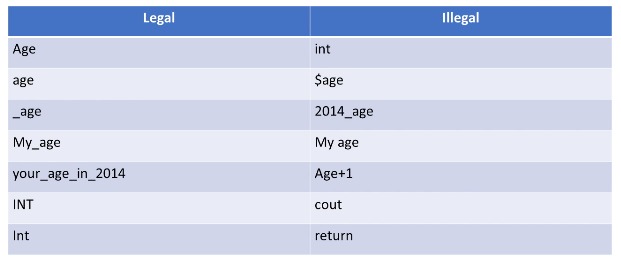 Legal Illegal
Age int
age $age
_age 2014_age
My_age My age
your_age_in_2014 Age+1
INT cout
Int return